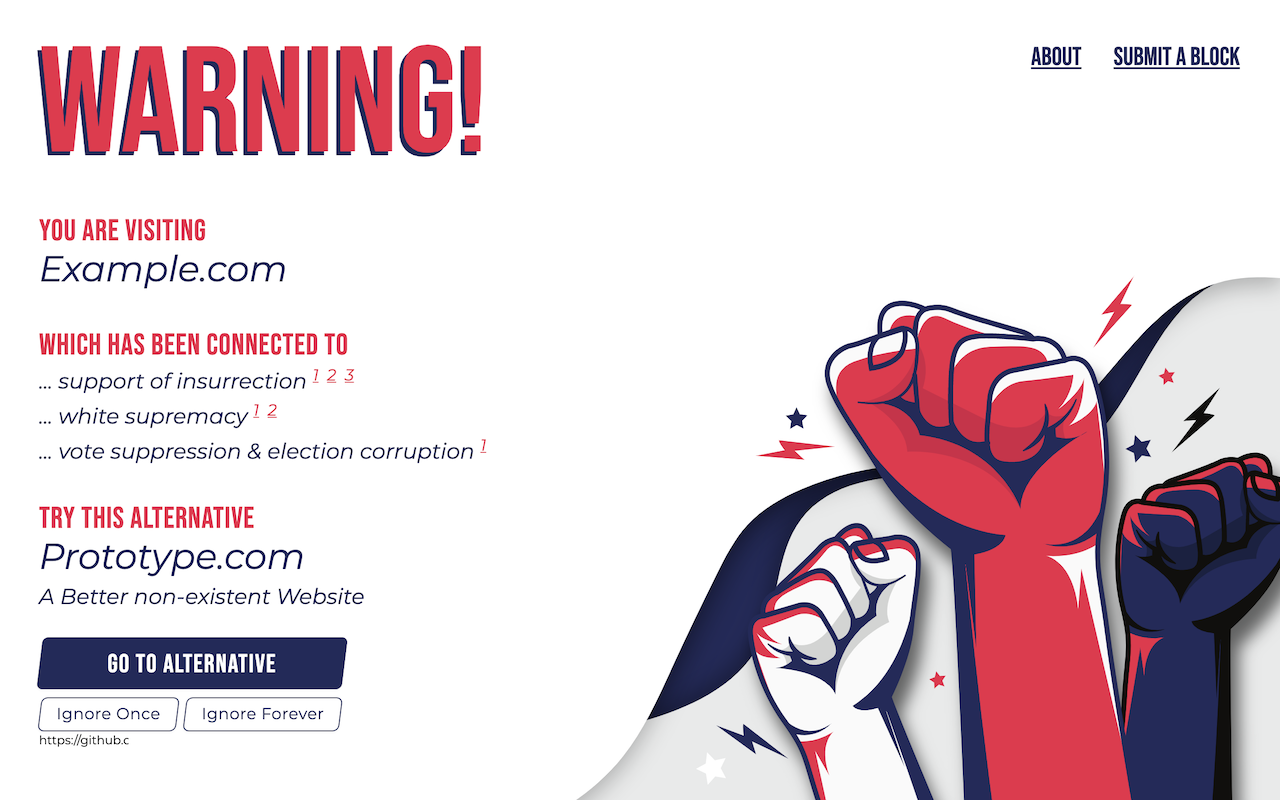 WARNING!
ABOUT SUBMIT A BLOCK
YOU ARE VISITING
Example.com
WHICH HAS BEEN CONNECTED TO
... support of insurrection 1 2 3
... white supremacy 1 2
... vote suppression & election corruption 1
TRY THIS ALTERNATIVE
Prototype.com
A Better non-existent Website
GO TO ALTERNATIVE
Ignore Once Ignore Forever
https://github.c